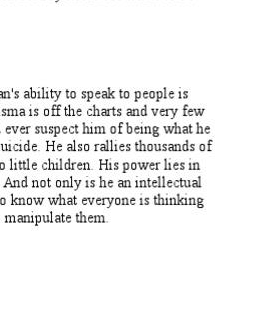 an's ability to speak to people is
sma is off the charts and very few
ever suspect him of being what he
uicide. He also rallies thousands of
o little children. His power lies in
And not only is he an intellectual
o know what everyone is thinking
manipulate them.